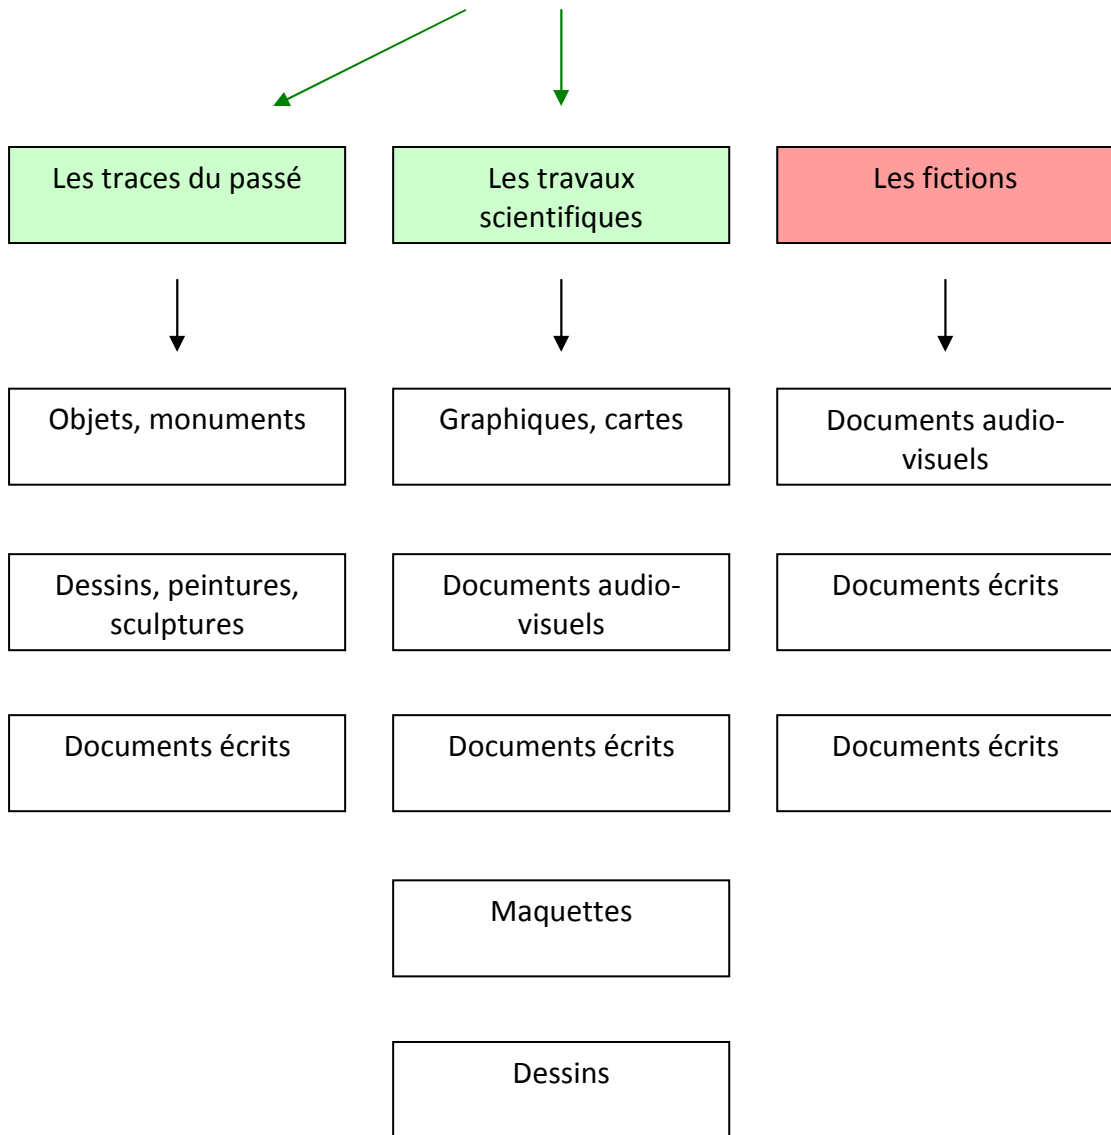 Les traces du passé
Les travaux
scientifiques
Les fictions
Objets, monuments
Graphiques, cartes
Documents audio-
visuels
Dessins, peintures,
sculptures
Documents audio-
visuels
Documents écrits
Documents écrits
Documents écrits
Documents écrits
Maquettes
Dessins